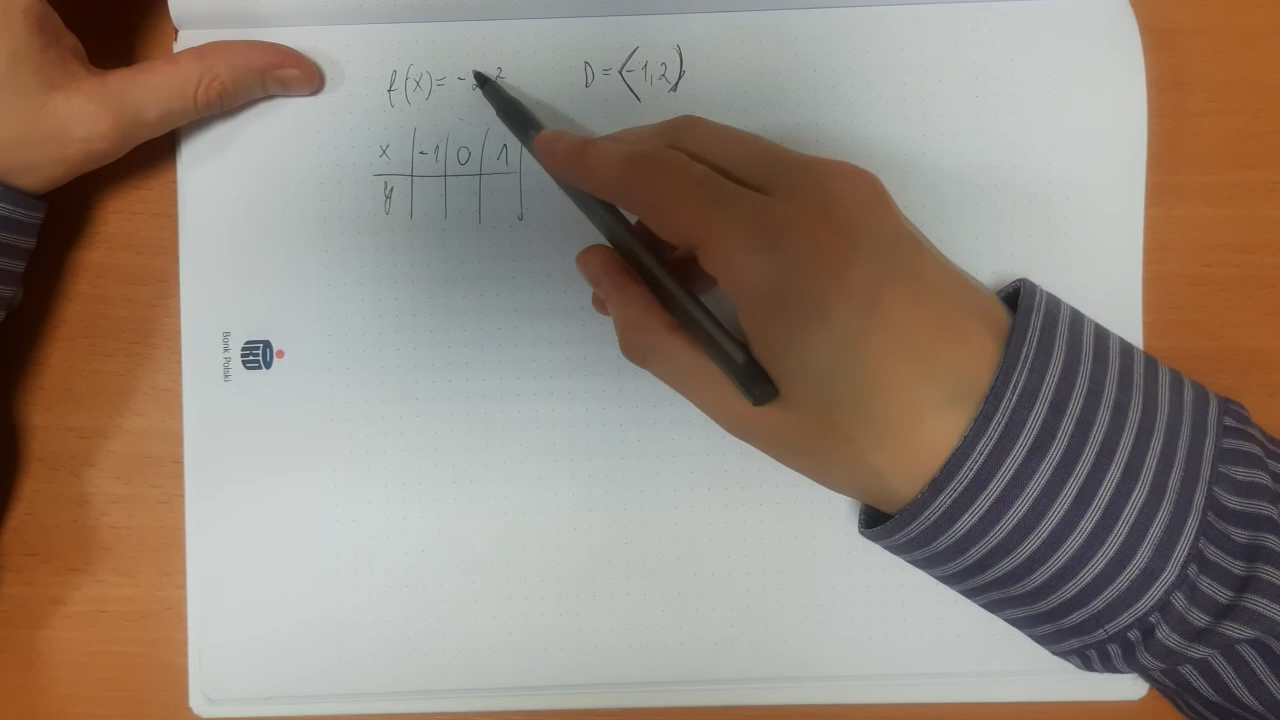 f(x) = - ² D = ⟨-1, 2)
x -1 0 1
y
Bank Polski